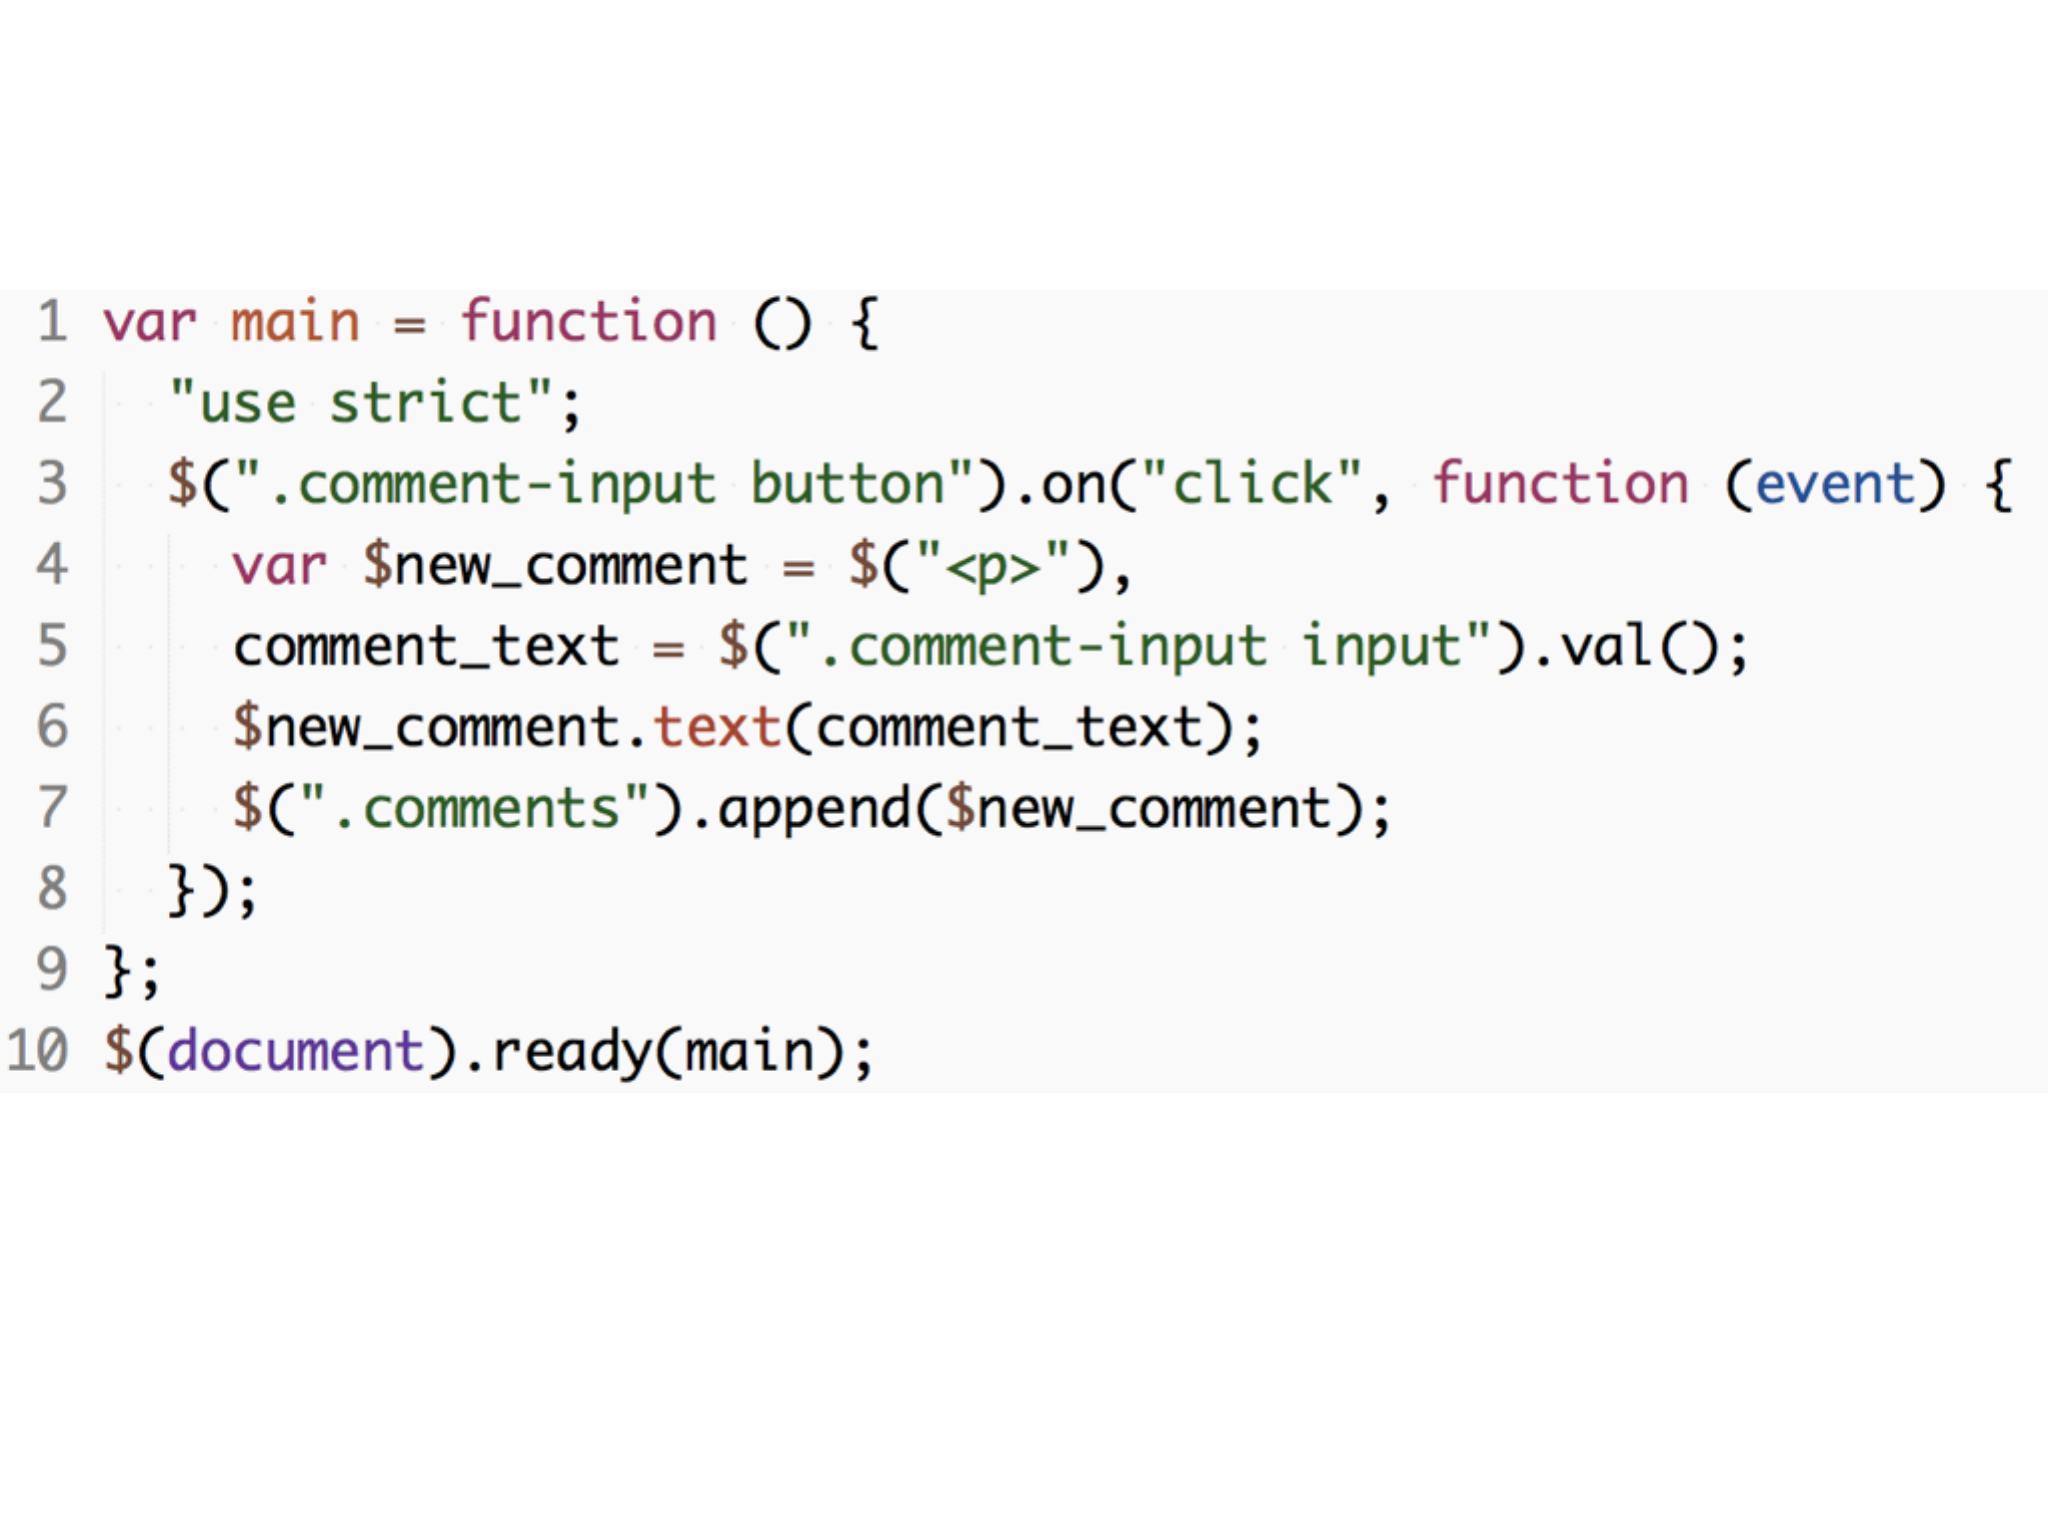 1 var main = function () {
2 "use strict";
3 $(".comment-input button").on("click", function (event) {
4 var $new_comment = $("<p>"),
5 comment_text = $(".comment-input input").val();
6 $new_comment.text(comment_text);
7 $(".comments").append($new_comment);
8 });
9 };
10 $(document).ready(main);